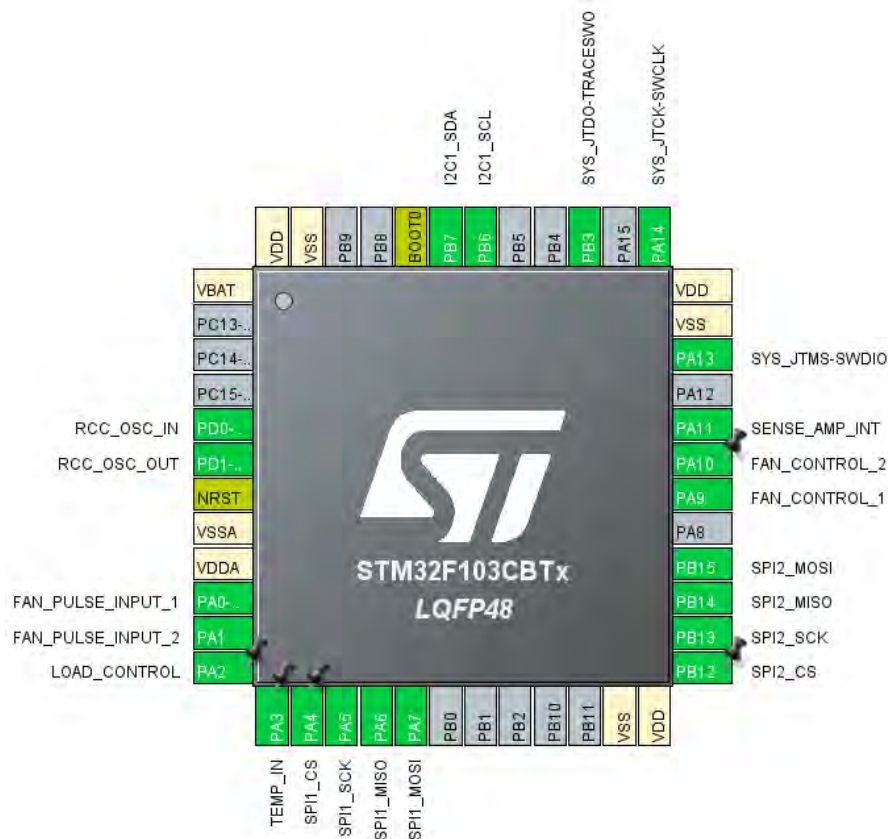 I2C1_SDA
I2C1_SCL
SYS_JTDO-TRACESWO
SYS_JTCK-SWCLK
VDD
VSS
PB9
PB8
BOOT0
PB7
PB6
PB5
PB4
PB3
PA15
PA14
VBAT
PC13-..
PC14-..
PC15-..
RCC_OSC_IN PD0-..
RCC_OSC_OUT PD1-..
NRST
VSSA
VDDA
FAN_PULSE_INPUT_1 PA0-..
FAN_PULSE_INPUT_2 PA1
LOAD_CONTROL PA2
STM32F103CBTx
LQFP48
VDD
VSS
PA13 SYS_JTMS-SWDIO
PA12
PA11 SENSE_AMP_INT
PA10 FAN_CONTROL_2
PA9 FAN_CONTROL_1
PA8
PB15 SPI2_MOSI
PB14 SPI2_MISO
PB13 SPI2_SCK
PB12 SPI2_CS
PA3
PA4
PA5
PA6
PA7
PB0
PB1
PB2
PB10
PB11
VSS
VDD
TEMP_IN
SPI1_CS
SPI1_SCK
SPI1_MISO
SPI1_MOSI